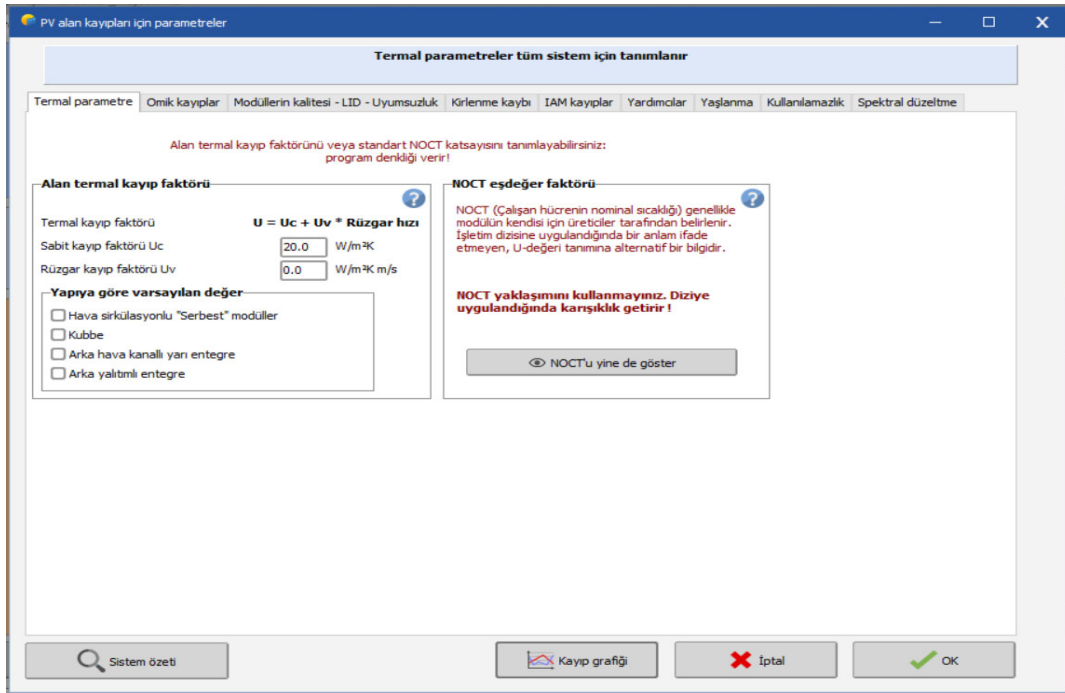 PV alan kayıpları için parametreler
Termal parametreler tüm sistem için tanımlanır
Termal parametre Omik kayıplar Modüllerin kalitesi - LID - Uyumsuzluk Kirlenme kaybı IAM kayıplar Yardımcılar Yaşlanma Kullanılamazlık Spektral düzeltme
Alan termal kayıp faktörünü veya standart NOCT katsayısını tanımlayabilirsiniz:
program denkliği verir!
Alan termal kayıp faktörü
?
Termal kayıp faktörü U = Uc + Uv * Rüzgar hızı
Sabit kayıp faktörü Uc 20.0 W/m²K
Rüzgar kayıp faktörü Uv 0.0 W/m²K m/s
Yapıya göre varsayılan değer
Hava sirkülasyonlu "Serbest" modüller
Kubbe
Arka hava kanallı yarı entegre
Arka yalıtımlı entegre
NOCT eşdeğer faktörü
?
NOCT (Çalışan hücrenin nominal sıcaklığı) genellikle
modülün kendisi için üreticiler tarafından belirlenir.
İşletim dizisine uygulandığında bir anlam ifade
etmeyen, U-değeri tanımına alternatif bir bilgidir.
NOCT yaklaşımını kullanmayınız. Diziye
uygulandığında karışıklık getirir !
NOCT'u yine de göster
Sistem özeti
Kayıp grafiği
İptal
OK